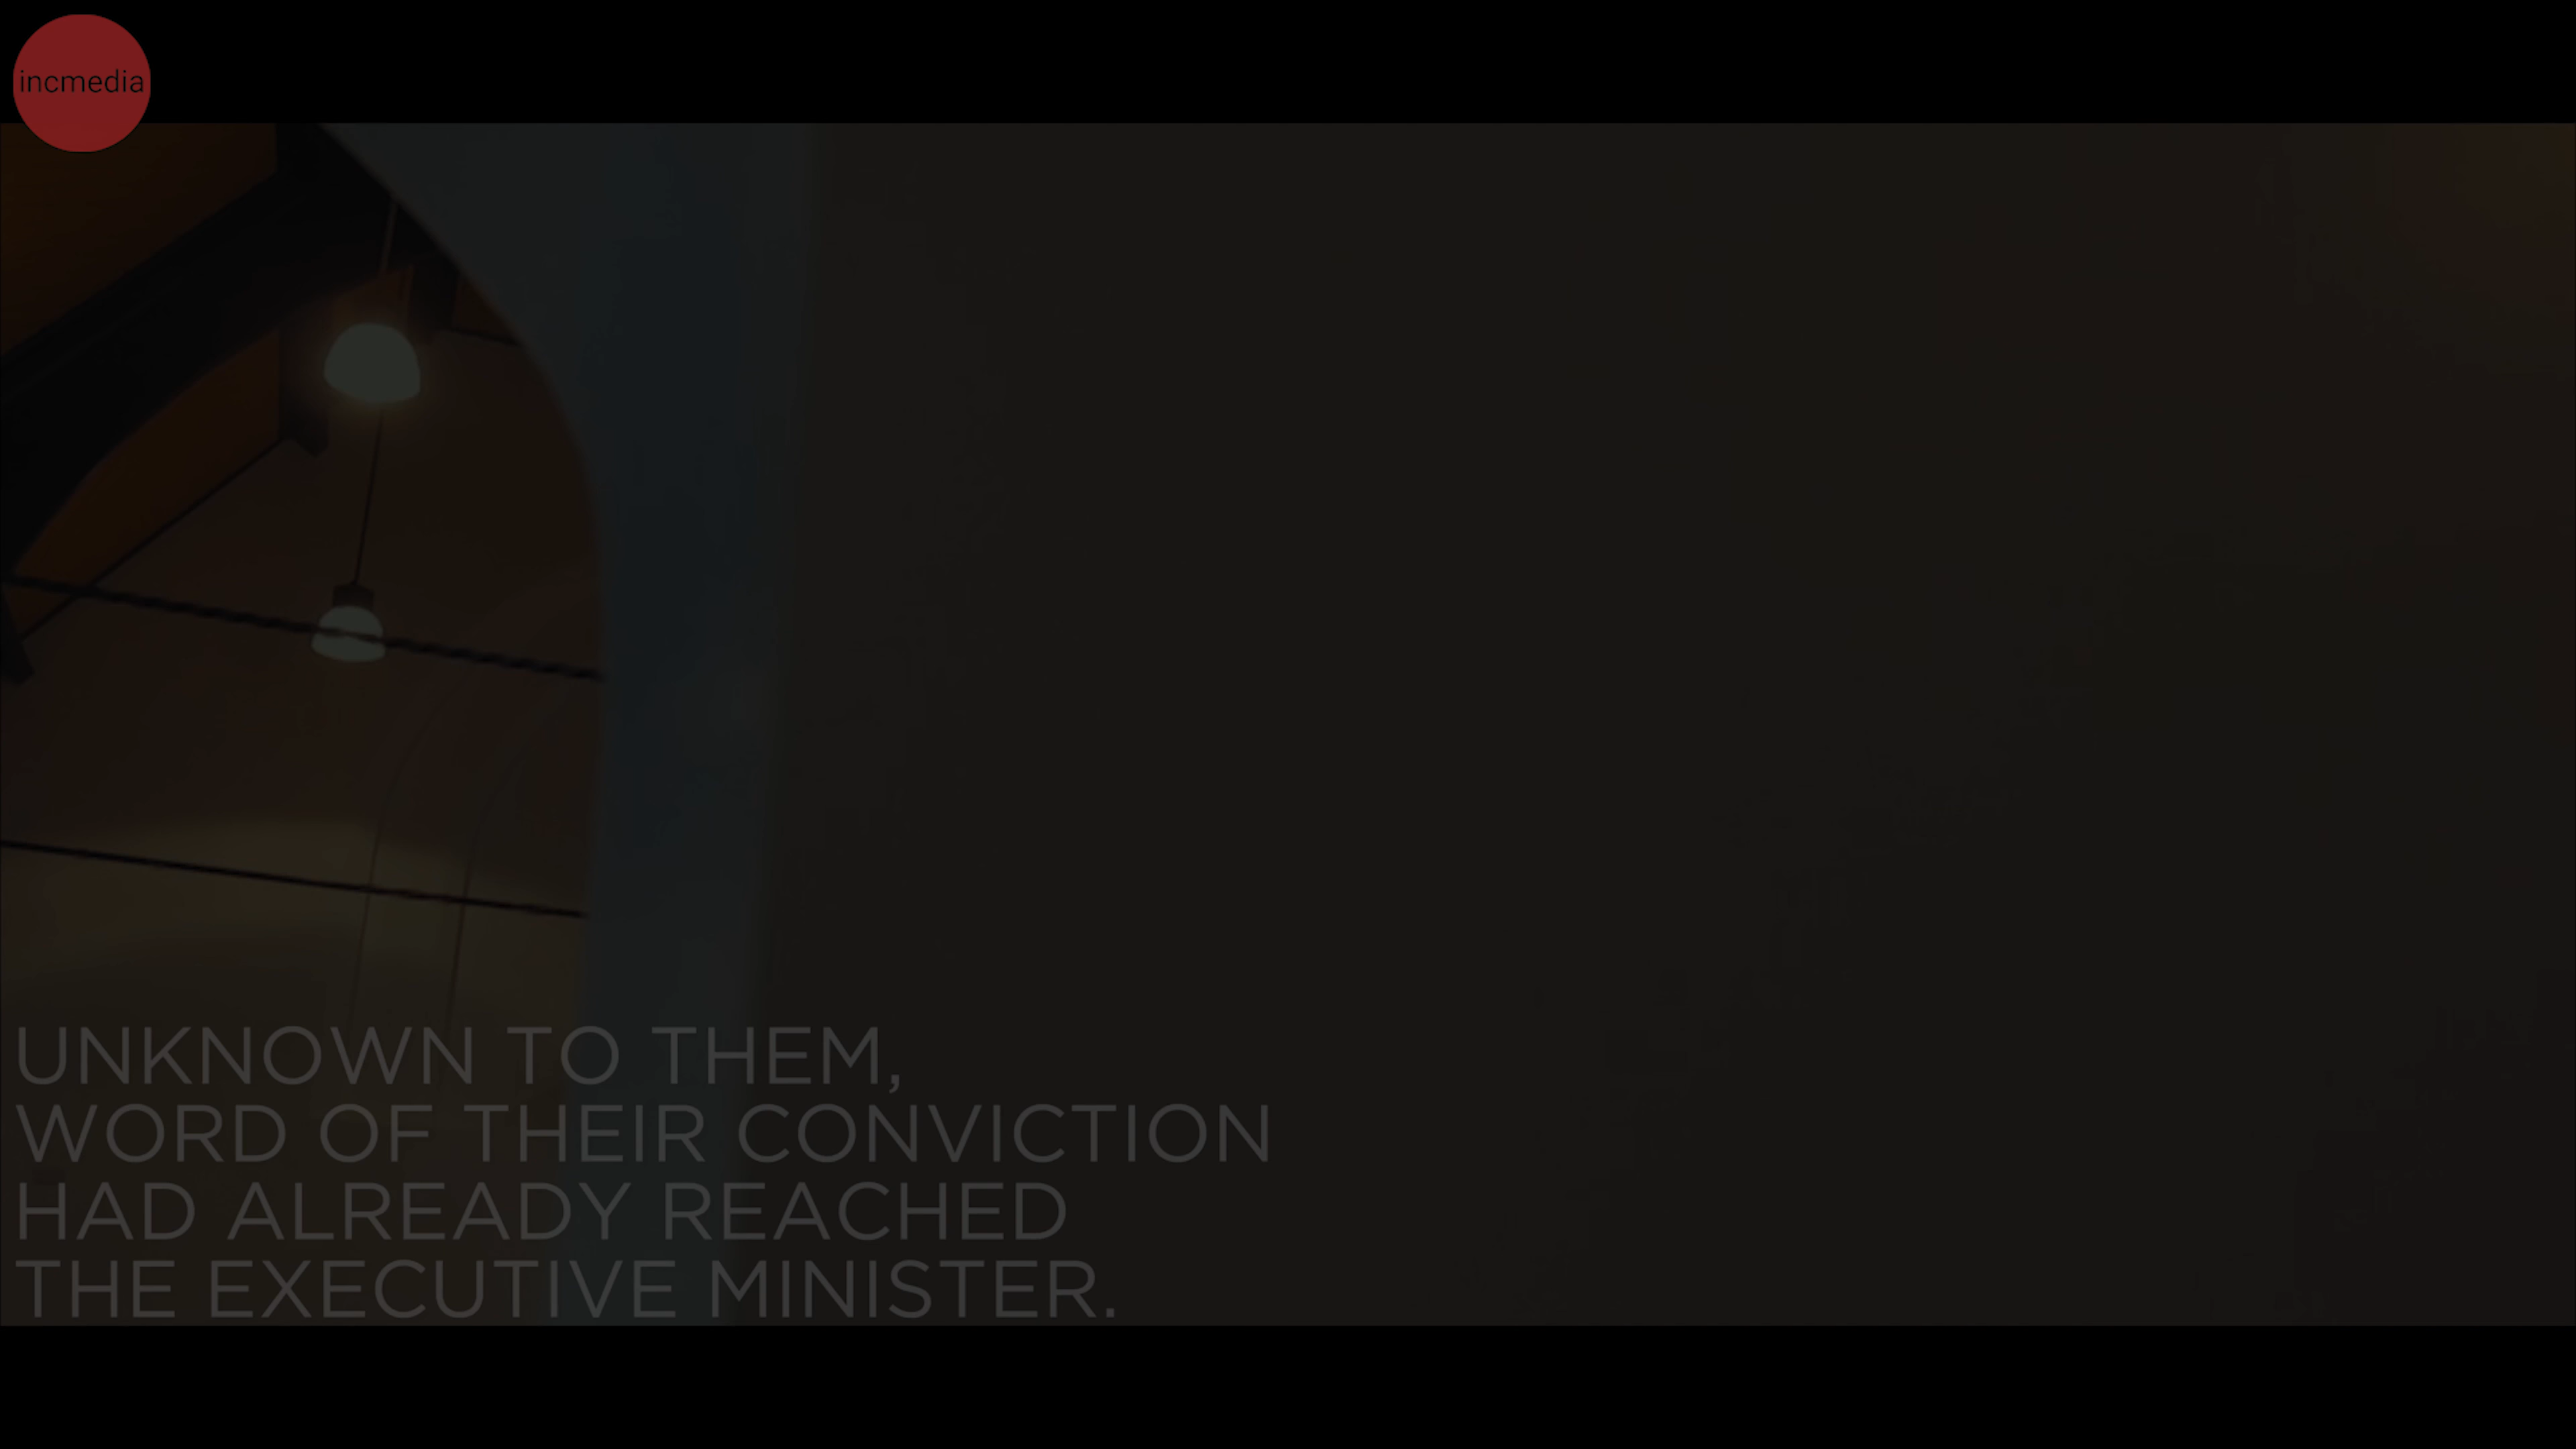 incmedia
UNKNOWN TO THEM,
WORD OF THEIR CONVICTION
HAD ALREADY REACHED
THE EXECUTIVE MINISTER.